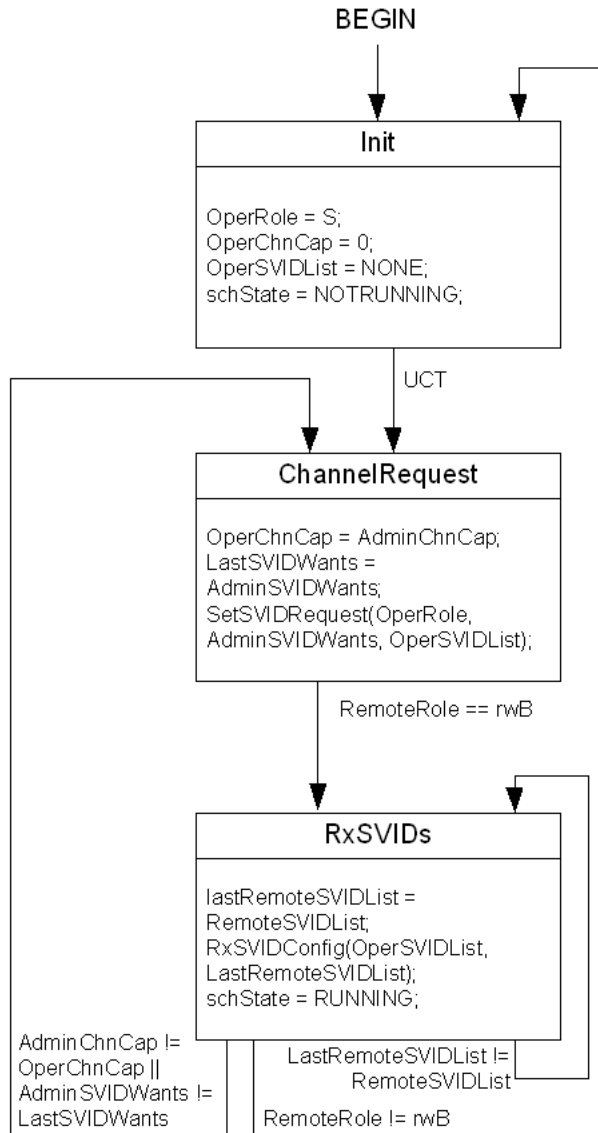 BEGIN
Init
OperRole = S;
OperChnCap = 0;
OperSVIDList = NONE;
schState = NOTRUNNING;
UCT
ChannelRequest
OperChnCap = AdminChnCap;
LastSVIDWants =
AdminSVIDWants;
SetSVIDRequest(OperRole,
AdminSVIDWants, OperSVIDList);
RemoteRole == rwB
RxSVIDs
lastRemoteSVIDList =
RemoteSVIDList;
RxSVIDConfig(OperSVIDList,
LastRemoteSVIDList);
schState = RUNNING;
AdminChnCap !=
OperChnCap ||
AdminSVIDWants !=
LastSVIDWants
LastRemoteSVIDList !=
RemoteSVIDList
RemoteRole != rwB